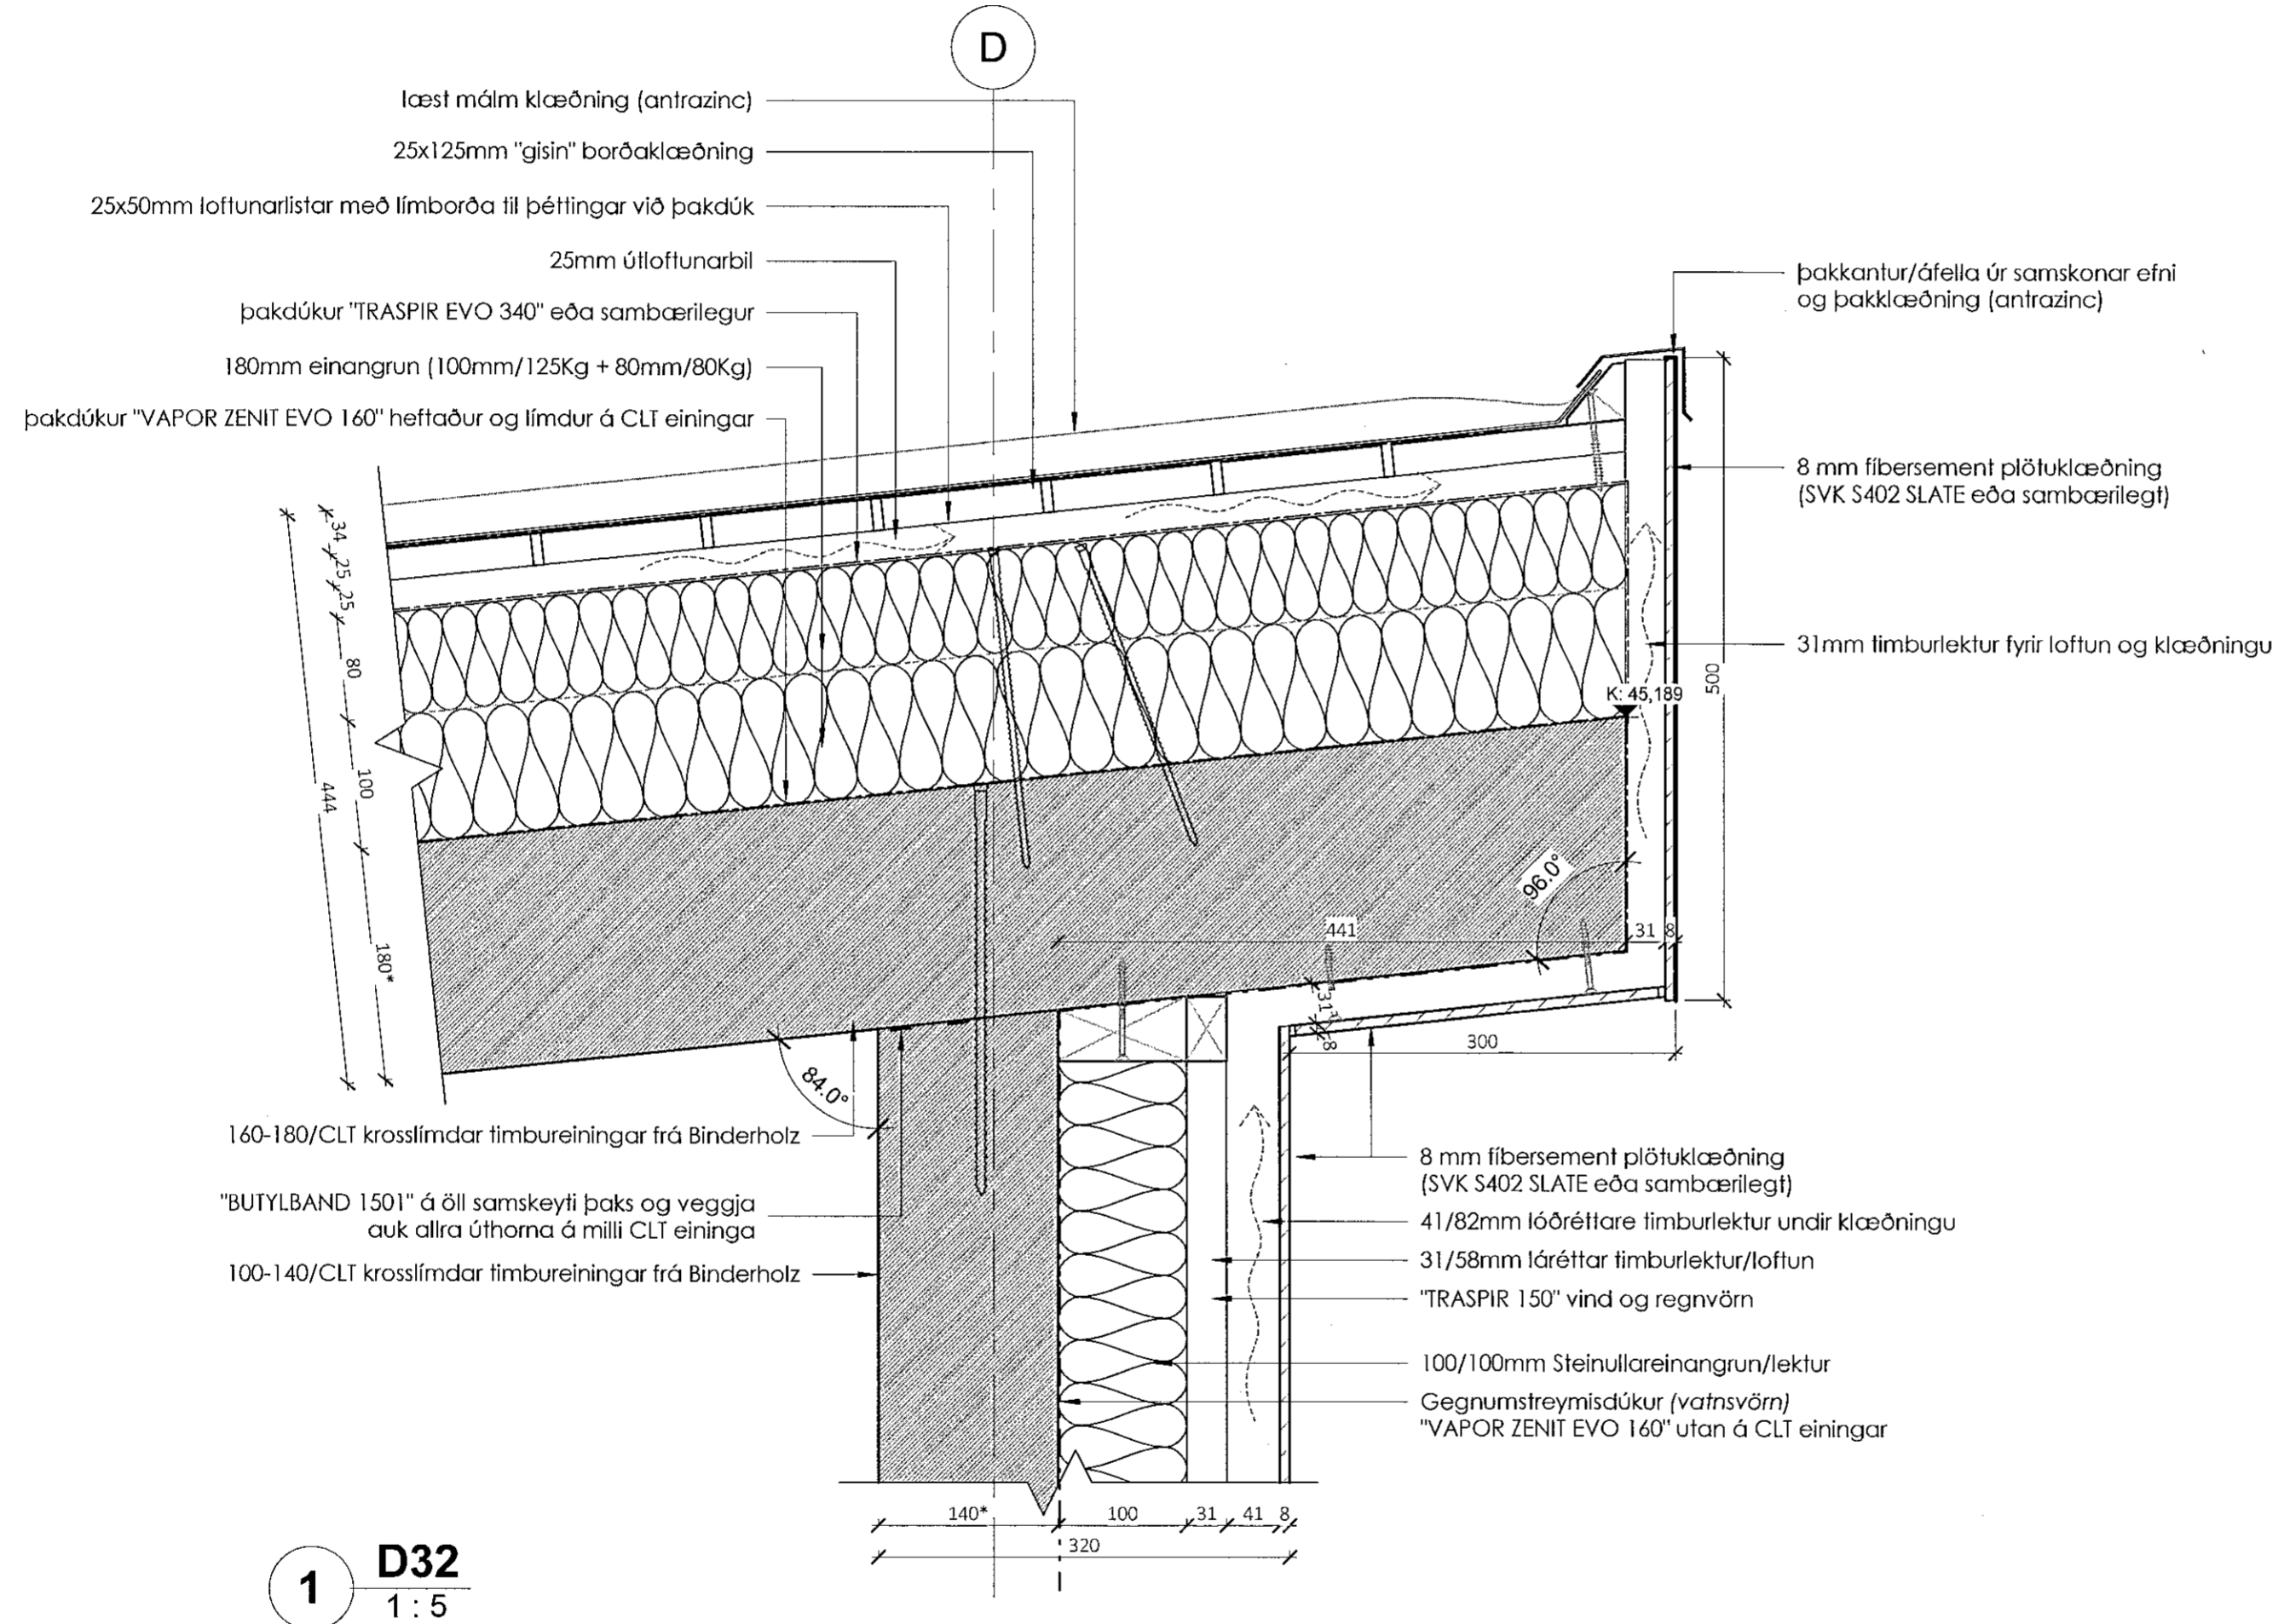 D
læst málm klæðning (antrazinc)
25x125mm "gisin" borðaklæðning
25x50mm loftunarlistar með límborða til þéttingar við þakdúk
25mm útloftunarbil
þakdúkur "TRASPIR EVO 340" eða sambærilegur
180mm einangrun (100mm/125Kg + 80mm/80Kg)
þakdúkur "VAPOR ZENIT EVO 160" heftaður og límdur á CLT einingar
þakkantur/áfella úr samskonar efni
og þakklæðning (antrazinc)
8 mm fíbersement plötuklæðning
(SVK S402 SLATE eða sambærilegt)
31mm timburlektur fyrir loftun og klæðningu
K: 45,189
500
34
25
25
80
100
180*
444
96.0°
441
31
8
31
8
300
84.0°
160-180/CLT krosslímdar timbureiningar frá Binderholz
"BUTYLBAND 1501" á öll samskeyti þaks og veggja
auk allra úthorna á milli CLT eininga
100-140/CLT krosslímdar timbureiningar frá Binderholz
8 mm fíbersement plötuklæðning
(SVK S402 SLATE eða sambærilegt)
41/82mm lóðréttare timburlektur undir klæðningu
31/58mm láréttar timburlektur/loftun
"TRASPIR 150" vind og regnvörn
100/100mm Steinullareinangrun/lektur
Gegnumstreymisdúkur (vatnsvörn)
"VAPOR ZENIT EVO 160" utan á CLT einingar
140*
100
31
41
8
320
1
D32
1 : 5